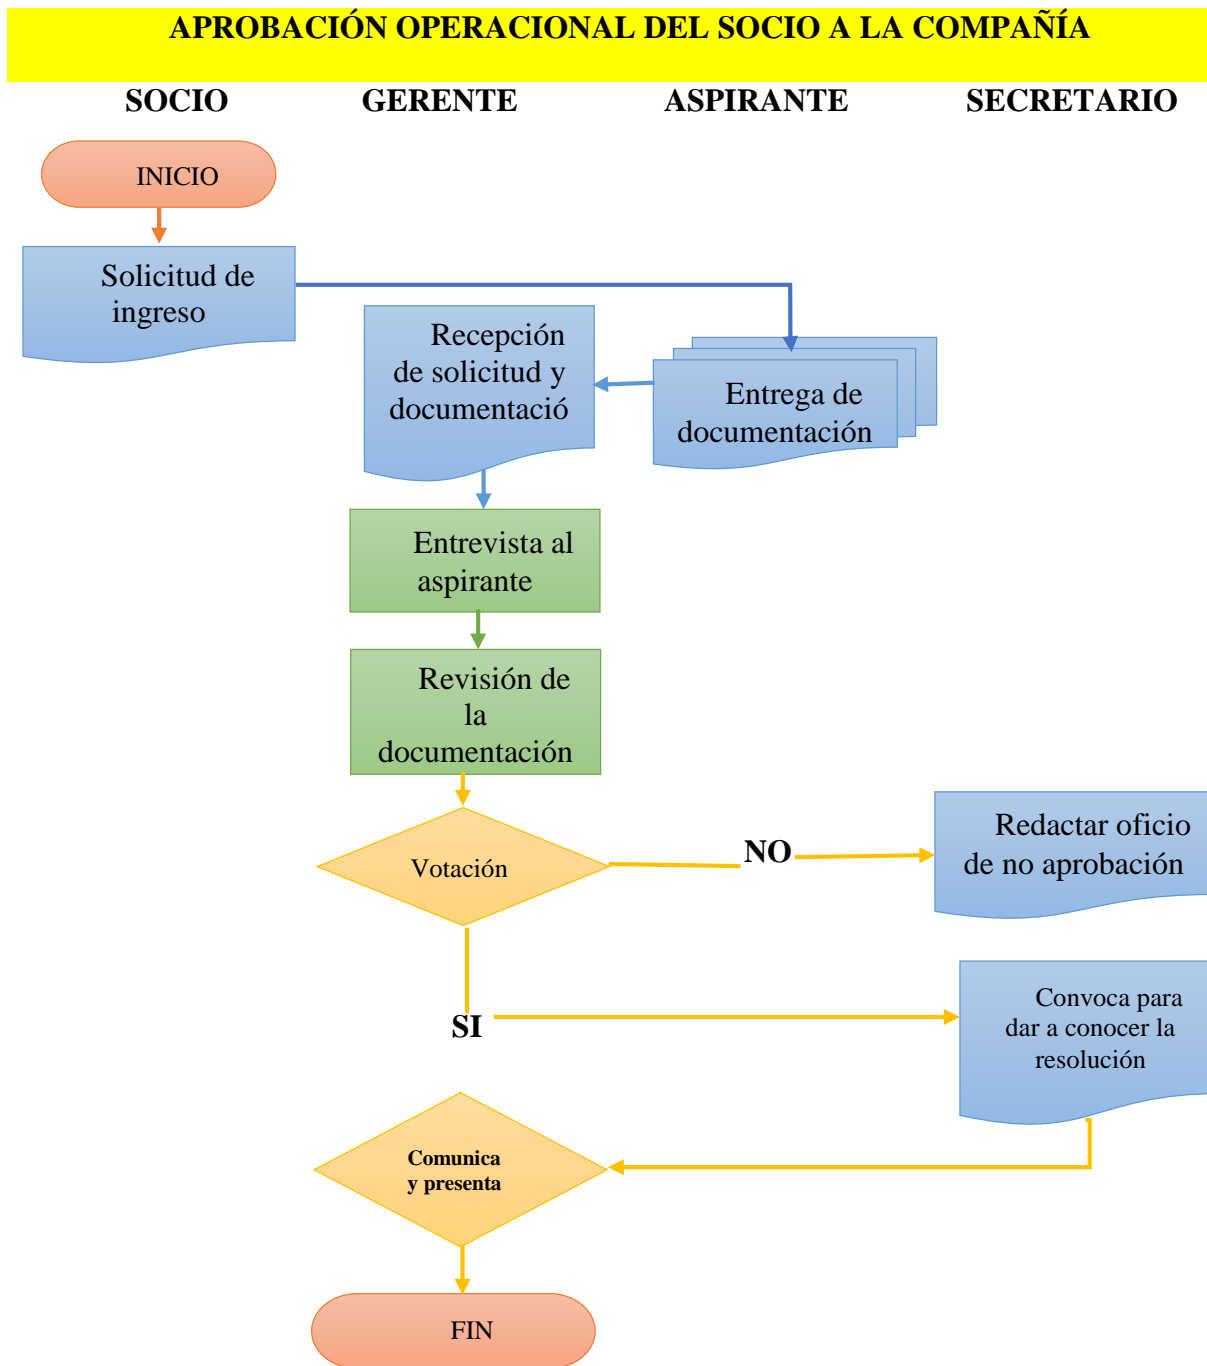 APROBACIÓN OPERACIONAL DEL SOCIO A LA COMPAÑÍA
SOCIO GERENTE ASPIRANTE SECRETARIO
INICIO
Solicitud de
ingreso
Recepción
de solicitud y
documentació
Entrega de
documentación
Entrevista al
aspirante
Revisión de
la
documentación
Votación
NO
Redactar oficio
de no aprobación
SI
Convoca para
dar a conocer la
resolución
Comunica
y presenta
FIN